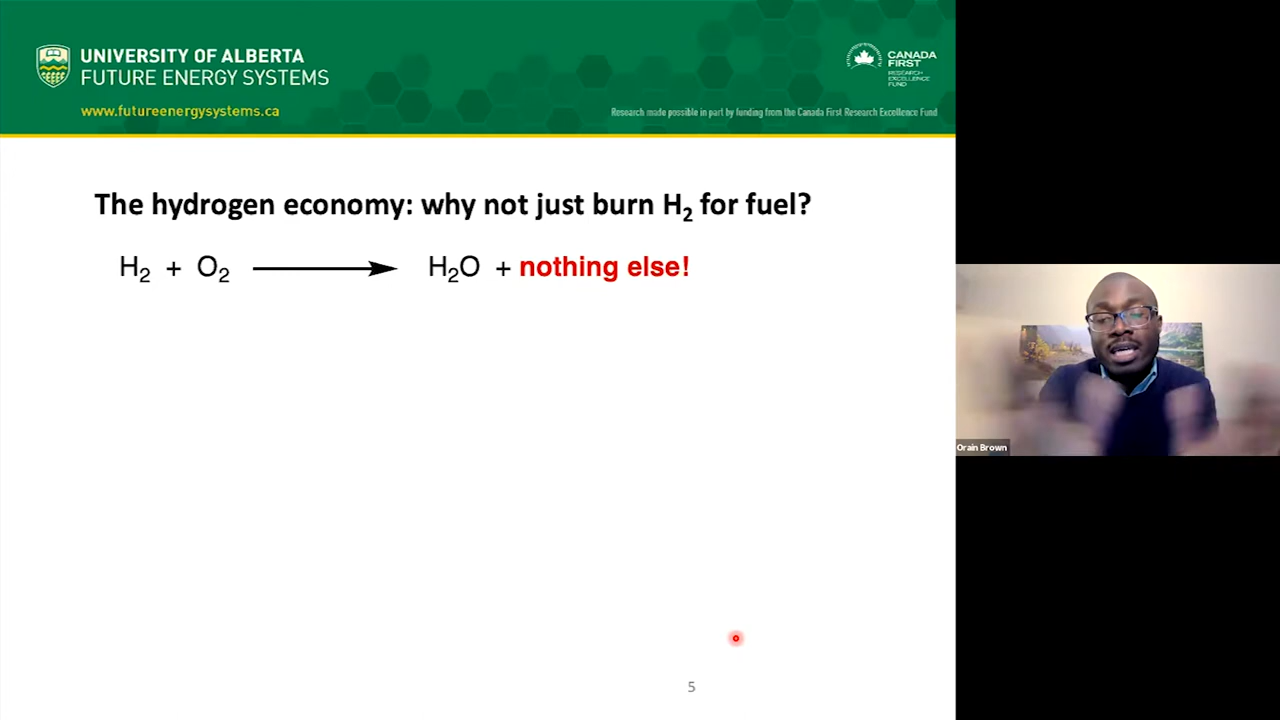 UNIVERSITY OF ALBERTA
FUTURE ENERGY SYSTEMS
www.futureenergysystems.ca
CANADA
FIRST
RESEARCH
EXCELLENCE
FUND
Research made possible in part by funding from the Canada First Research Excellence Fund
The hydrogen economy: why not just burn H₂ for fuel?
H₂ + O₂ ⟶ H₂O + nothing else!
Orain Brown
5